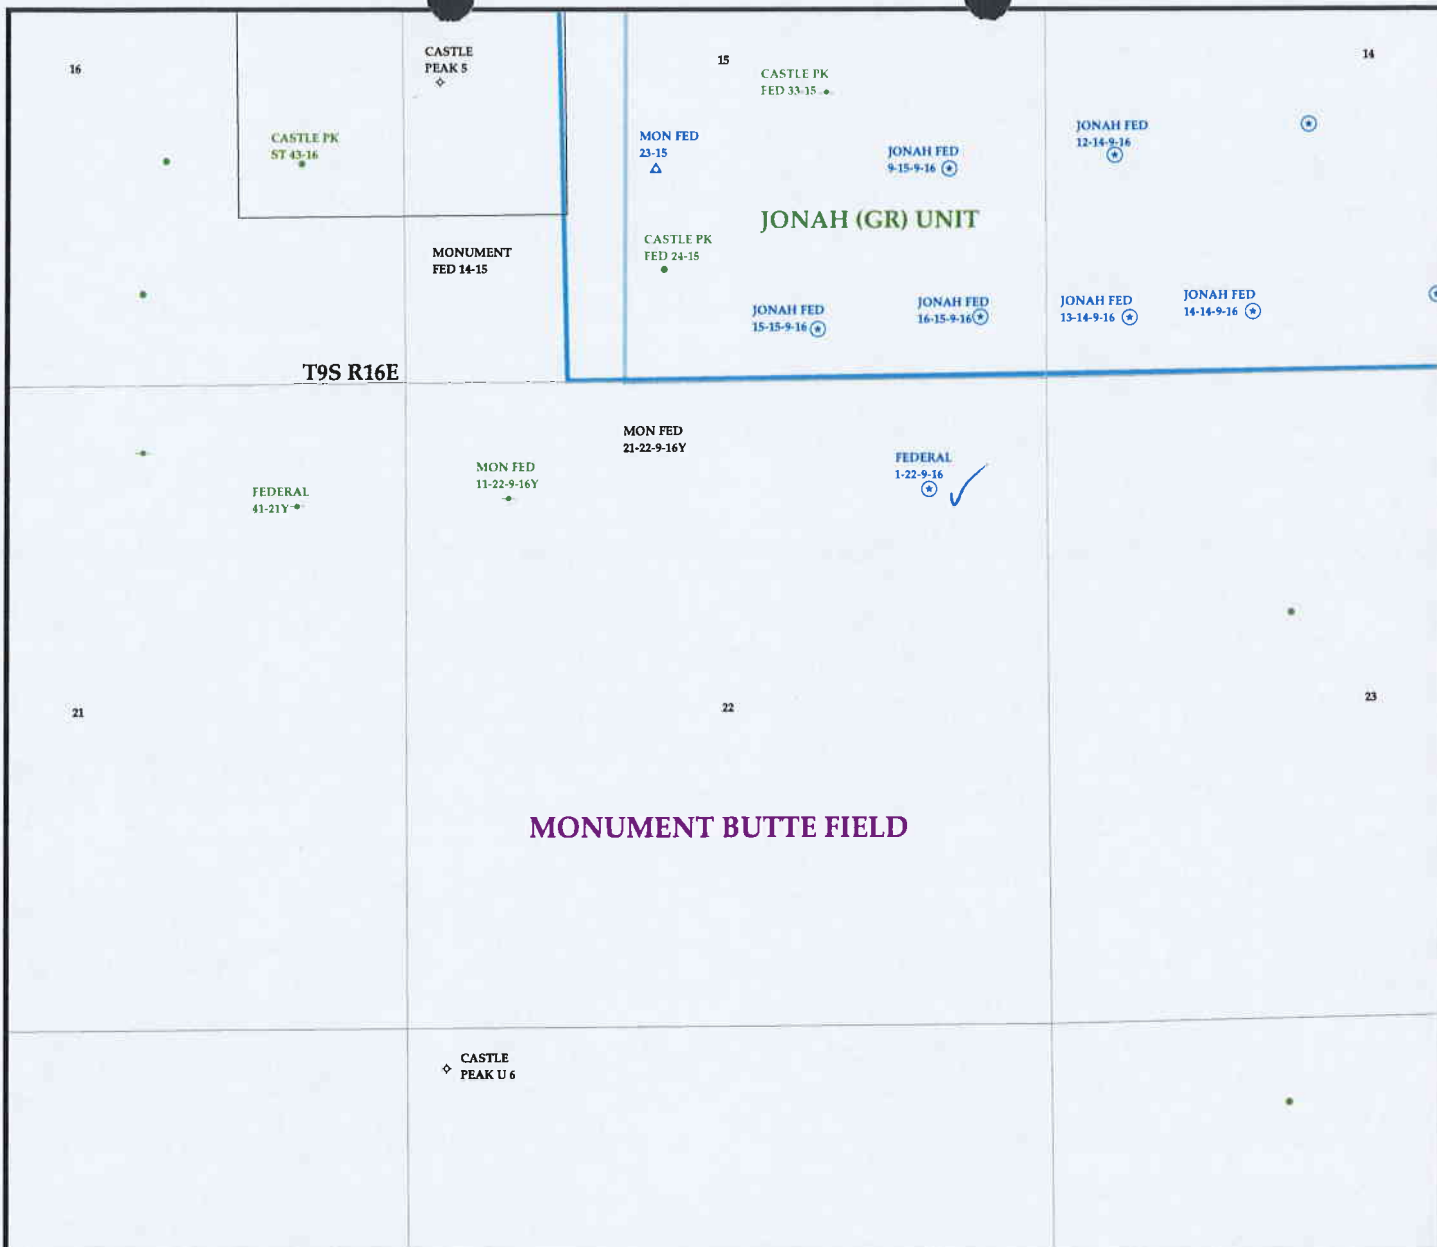 16
CASTLE
PEAK 5
15
CASTLE PK
FED 33-15
14
CASTLE PK
ST 43-16
MON FED
23-15
JONAH FED
9-15-9-16
JONAH FED
12-14-9-16
JONAH (GR) UNIT
MONUMENT
FED 14-15
CASTLE PK
FED 24-15
JONAH FED
15-15-9-16
JONAH FED
16-15-9-16
JONAH FED
13-14-9-16
JONAH FED
14-14-9-16
T9S R16E
MON FED
21-22-9-16Y
FEDERAL
41-21Y
MON FED
11-22-9-16Y
FEDERAL
1-22-9-16
21
22
23
MONUMENT BUTTE FIELD
CASTLE
PEAK U 6